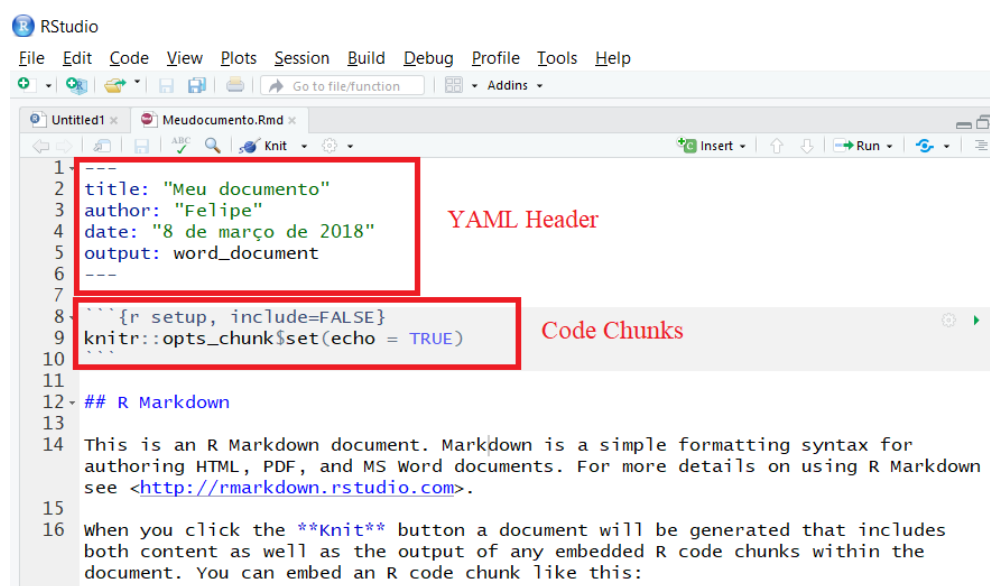 RStudio
File Edit Code View Plots Session Build Debug Profile Tools Help
Go to file/function Addins
Untitled1 × Meudocumento.Rmd ×
ABC Knit Insert Run
1 ---
2 title: "Meu documento"
3 author: "Felipe"
4 date: "8 de março de 2018"
5 output: word_document
6 ---
YAML Header
7
8 ```{r setup, include=FALSE}
9 knitr::opts_chunk$set(echo = TRUE)
10 ```
Code Chunks
11
12 ## R Markdown
13
14 This is an R Markdown document. Markdown is a simple formatting syntax for
authoring HTML, PDF, and MS Word documents. For more details on using R Markdown
see <http://rmarkdown.rstudio.com>.
15
16 When you click the **Knit** button a document will be generated that includes
both content as well as the output of any embedded R code chunks within the
document. You can embed an R code chunk like this: